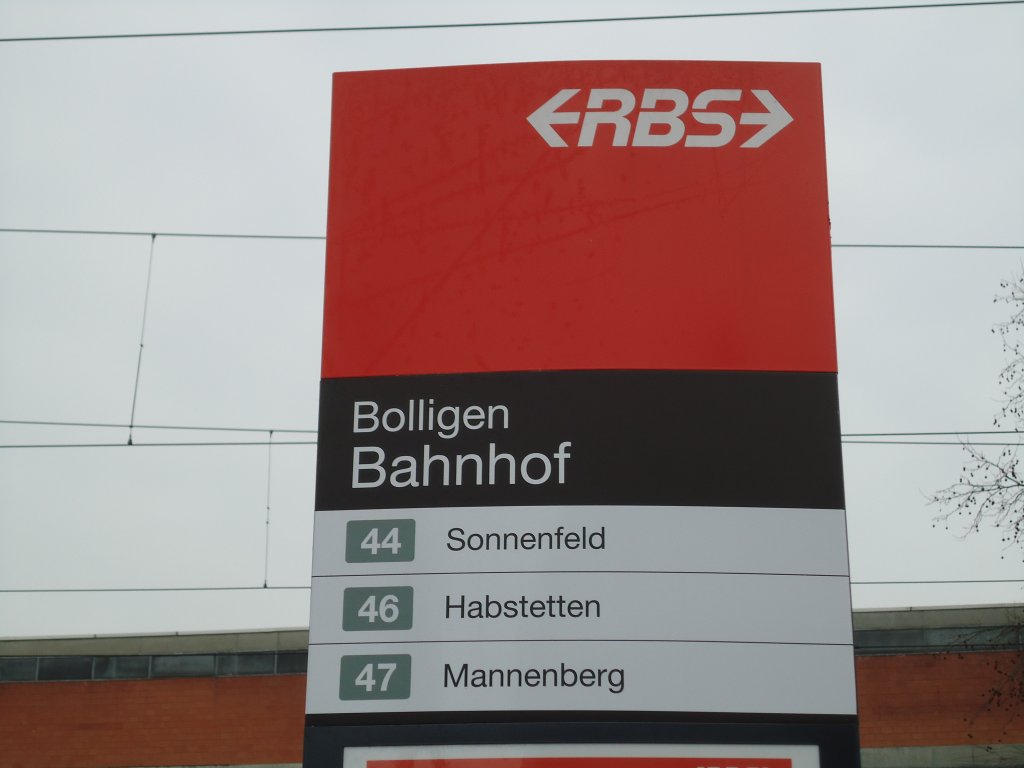 RBS
Bolligen
Bahnhof
44 Sonnenfeld
46 Habstetten
47 Mannenberg